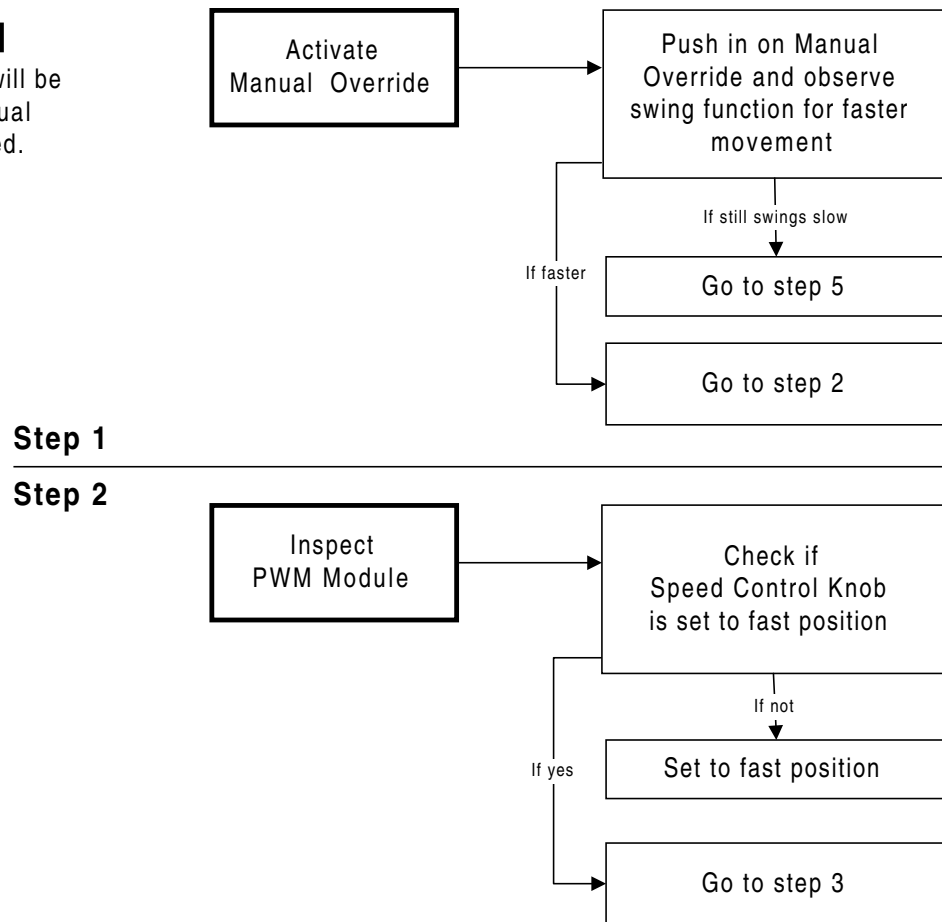 will be
ual
ed.
Activate
Manual Override
Push in on Manual
Override and observe
swing function for faster
movement
If still swings slow
If faster
Go to step 5
Go to step 2
Step 1
Step 2
Inspect
PWM Module
Check if
Speed Control Knob
is set to fast position
If not
If yes
Set to fast position
Go to step 3